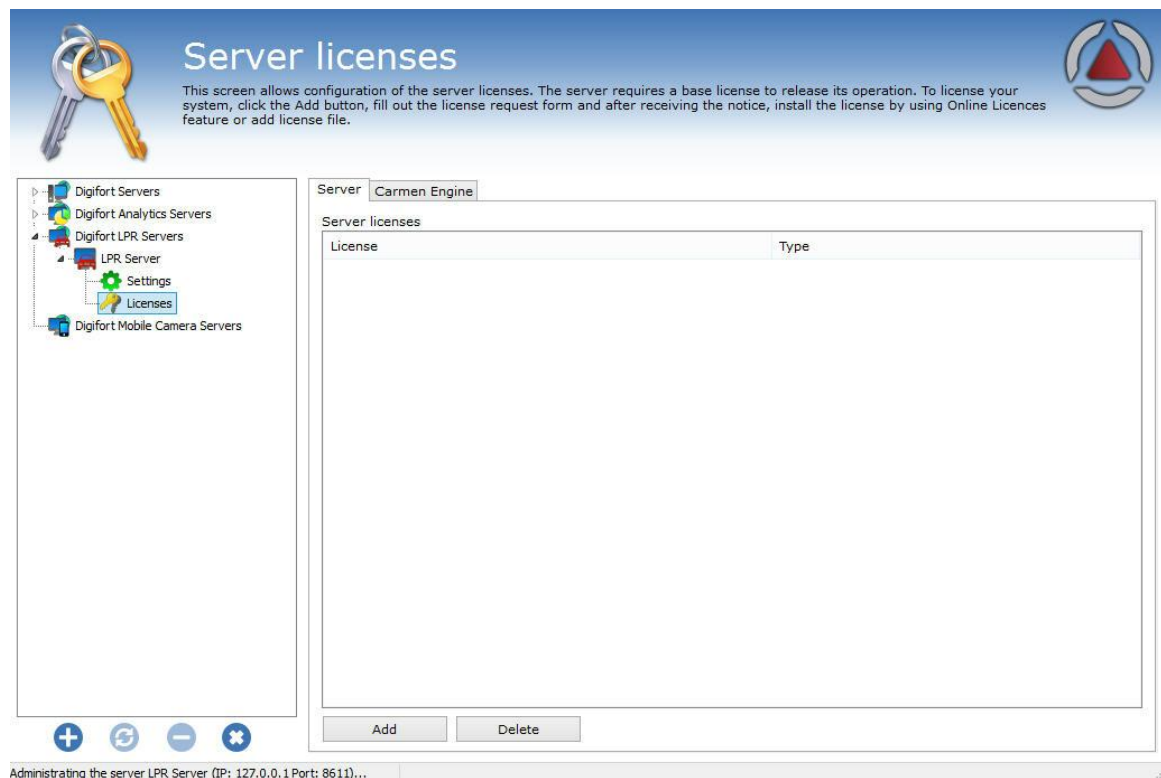 Server licenses
This screen allows configuration of the server licenses. The server requires a base license to release its operation. To license your
system, click the Add button, fill out the license request form and after receiving the notice, install the license by using Online Licences
feature or add license file.
Digifort Servers
Digifort Analytics Servers
Digifort LPR Servers
LPR Server
Settings
Licenses
Digifort Mobile Camera Servers
Server Carmen Engine
Server licenses
License Type
Add Delete
Administrating the server LPR Server (IP: 127.0.0.1 Port: 8611)...